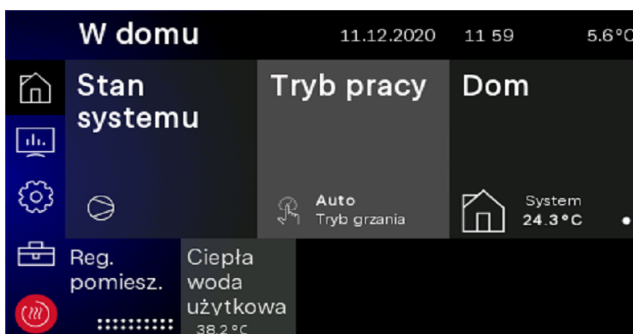 W domu 11.12.2020 11 59 5.6°C
Stan systemu
Tryb pracy
Auto
Tryb grzania
Dom
System
24.3°C
Reg.
pomiesz.
Ciepła
woda
użytkowa
38.2°C